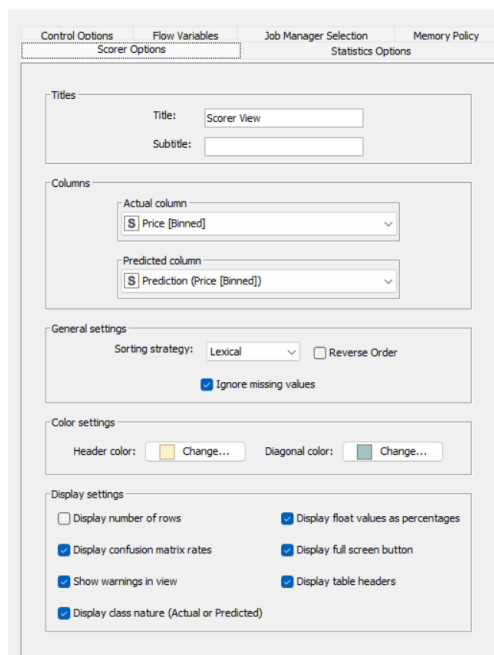 Control Options Flow Variables Job Manager Selection Memory Policy
Scorer Options Statistics Options
Titles
Title: Scorer View
Subtitle:
Columns
Actual column
S Price [Binned]
Predicted column
S Prediction (Price [Binned])
General settings
Sorting strategy: Lexical Reverse Order
Ignore missing values
Color settings
Header color: Change... Diagonal color: Change...
Display settings
Display number of rows Display float values as percentages
Display confusion matrix rates Display full screen button
Show warnings in view Display table headers
Display class nature (Actual or Predicted)